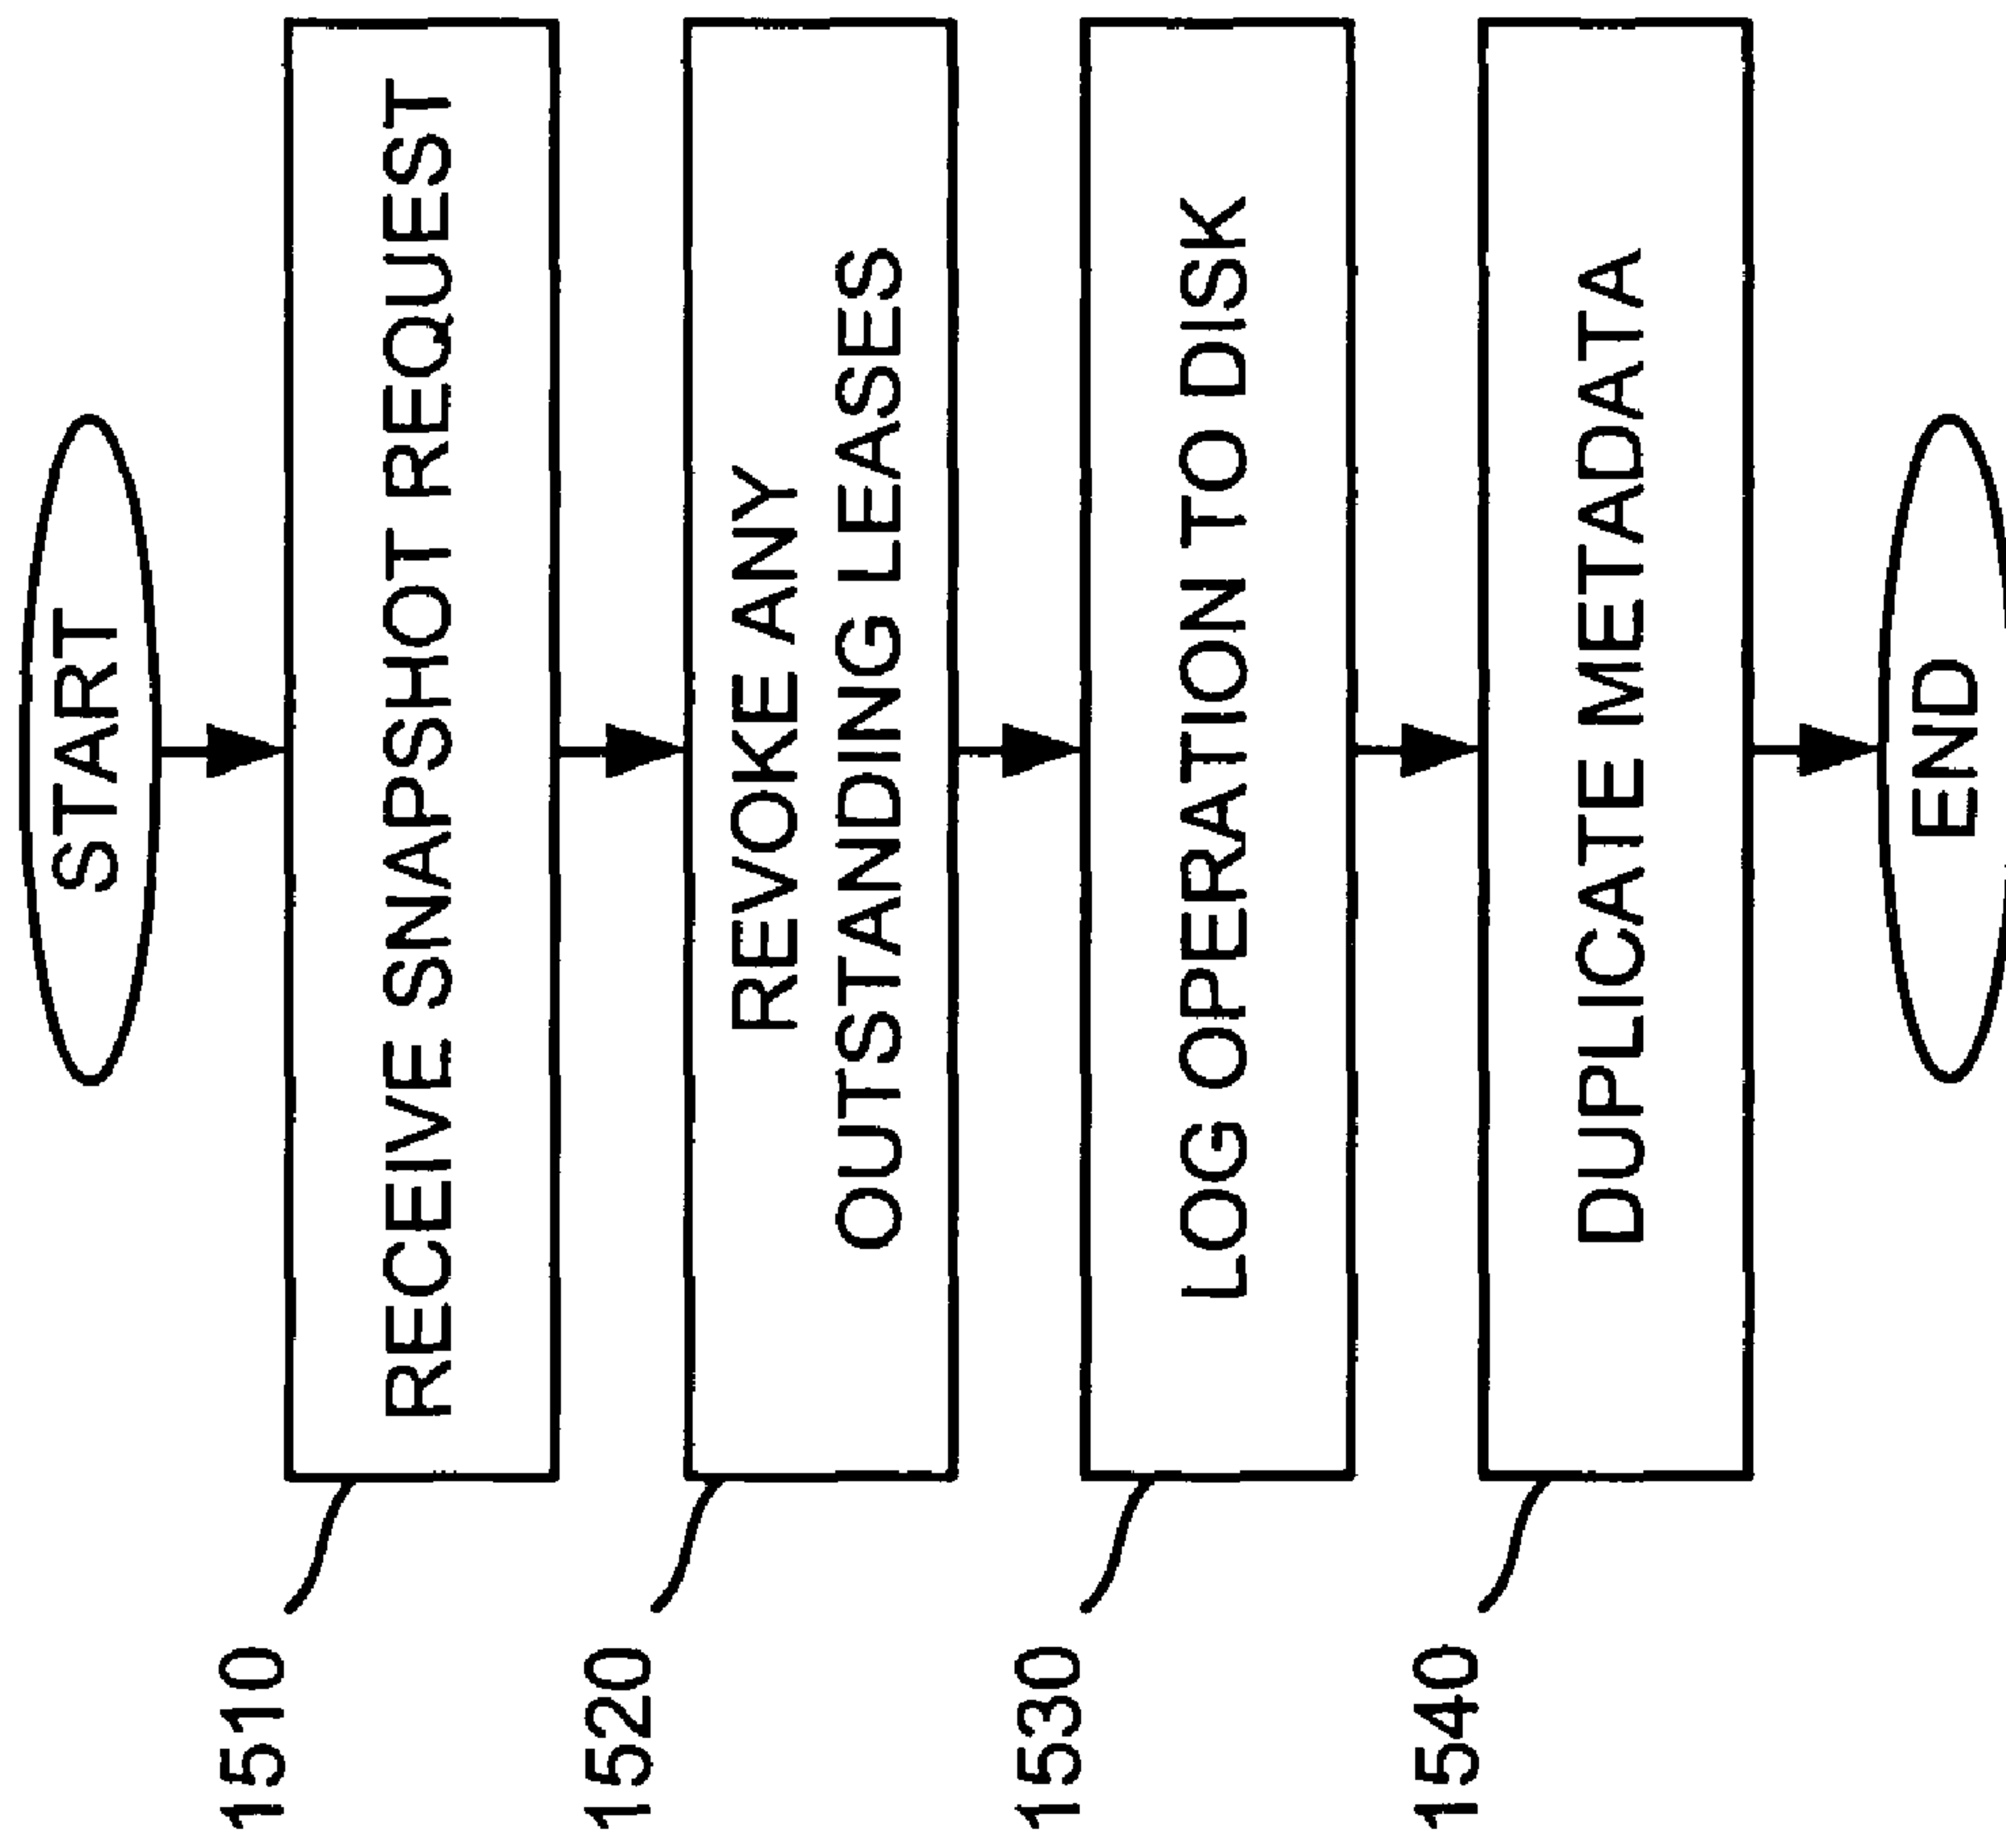 START
1510
RECEIVE SNAPSHOT REQUEST
1520
REVOKE ANY
OUTSTANDING LEASES
1530
LOG OPERATION TO DISK
1540
DUPLICATE METADATA
END